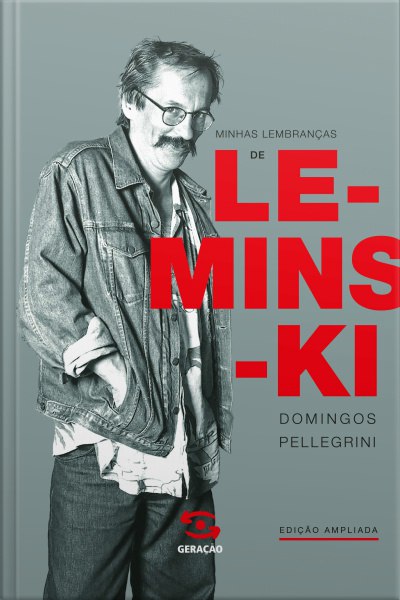 MINHAS LEMBRANÇAS
DE
LE-
MINS
-KI
DOMINGOS
PELLEGRINI
EDIÇÃO AMPLIADA
GERAÇÃO